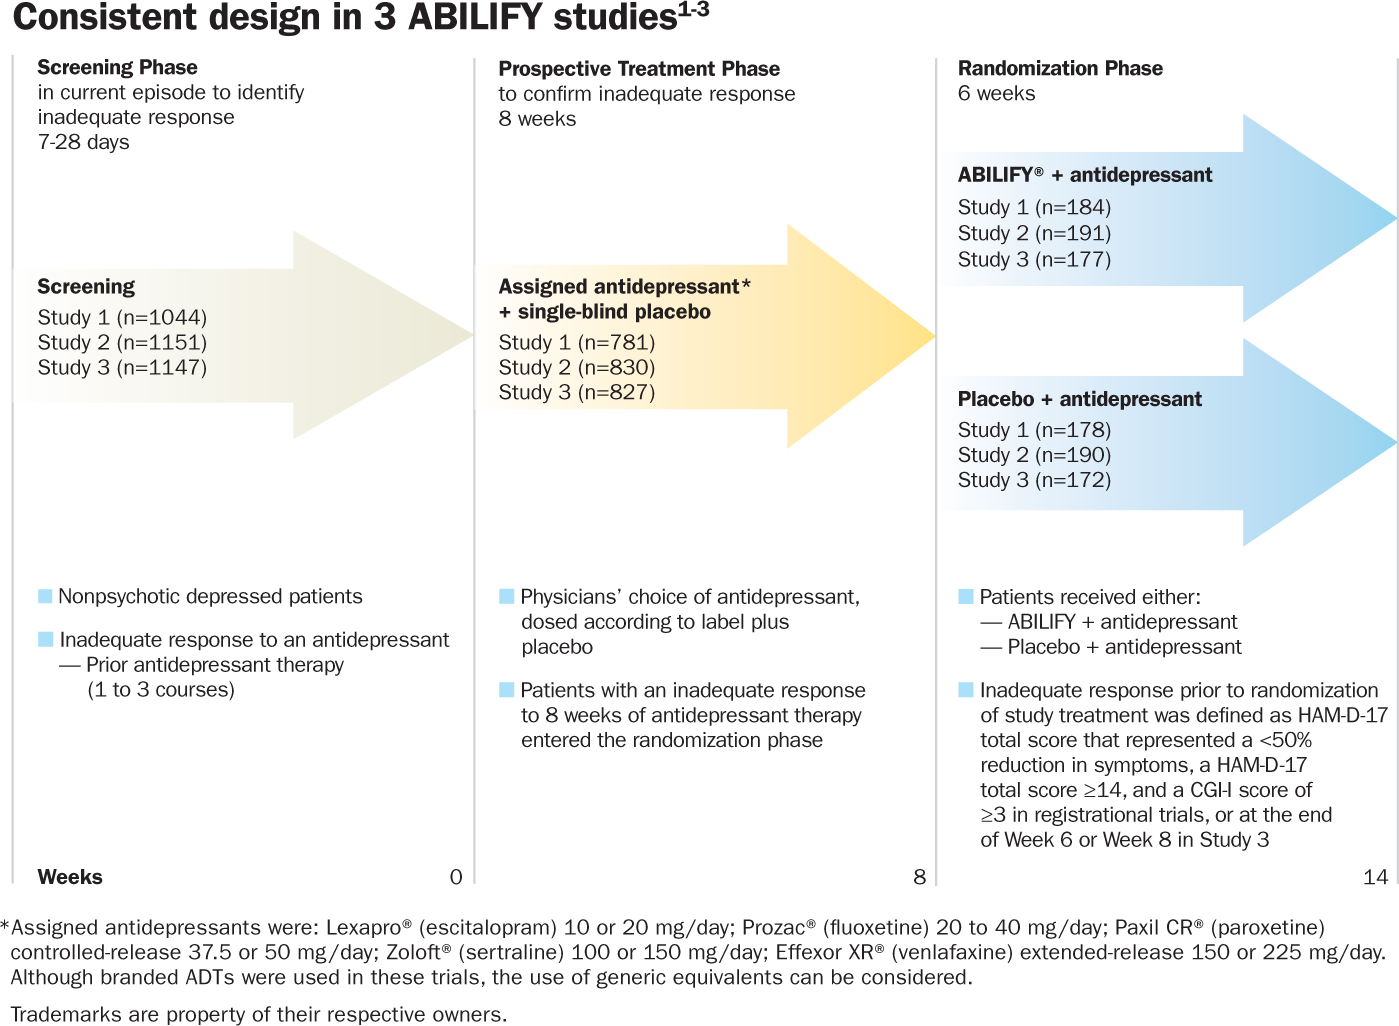 Consistent design in 3 ABILIFY studies1-3
Screening Phase
in current episode to identify
inadequate response
7-28 days
Screening
Study 1 (n=1044)
Study 2 (n=1151)
Study 3 (n=1147)
Nonpsychotic depressed patients
Inadequate response to an antidepressant
— Prior antidepressant therapy
(1 to 3 courses)
Prospective Treatment Phase
to confirm inadequate response
8 weeks
Assigned antidepressant*
+ single-blind placebo
Study 1 (n=781)
Study 2 (n=830)
Study 3 (n=827)
Physicians’ choice of antidepressant,
dosed according to label plus
placebo
Patients with an inadequate response
to 8 weeks of antidepressant therapy
entered the randomization phase
Randomization Phase
6 weeks
ABILIFY® + antidepressant
Study 1 (n=184)
Study 2 (n=191)
Study 3 (n=177)
Placebo + antidepressant
Study 1 (n=178)
Study 2 (n=190)
Study 3 (n=172)
Patients received either:
— ABILIFY + antidepressant
— Placebo + antidepressant
Inadequate response prior to randomization
of study treatment was defined as HAM-D-17
total score that represented a <50%
reduction in symptoms, a HAM-D-17
total score ≥14, and a CGI-I score of
≥3 in registrational trials, or at the end
of Week 6 or Week 8 in Study 3
Weeks 0 8 14
*Assigned antidepressants were: Lexapro® (escitalopram) 10 or 20 mg/day; Prozac® (fluoxetine) 20 to 40 mg/day; Paxil CR® (paroxetine)
controlled-release 37.5 or 50 mg/day; Zoloft® (sertraline) 100 or 150 mg/day; Effexor XR® (venlafaxine) extended-release 150 or 225 mg/day.
Although branded ADTs were used in these trials, the use of generic equivalents can be considered.
Trademarks are property of their respective owners.